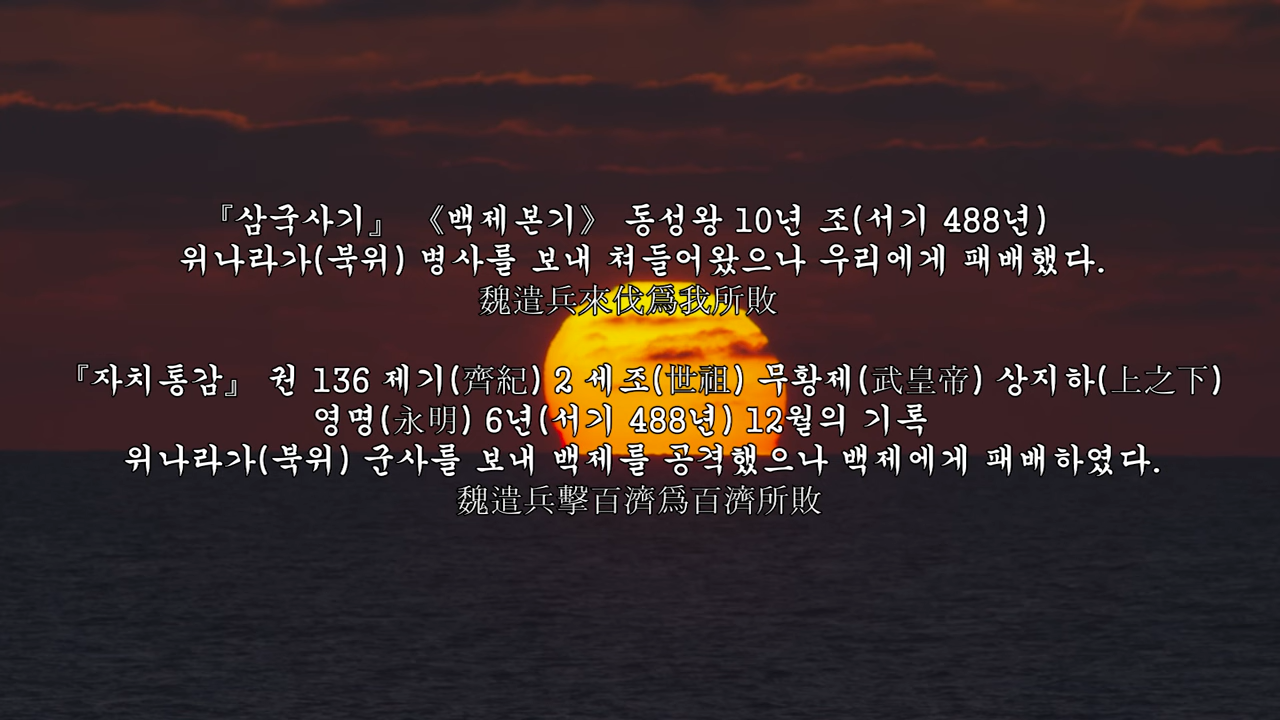 『삼국사기』 《백제본기》 동성왕 10년 조(서기 488년)
위나라가(북위) 병사를 보내 쳐들어왔으나 우리에게 패배했다.
魏遣兵來伐爲我所敗
『자치통감』 권 136 제기(齊紀) 2 세조(世祖) 무황제(武皇帝) 상지하(上之下)
영명(永明) 6년(서기 488년) 12월의 기록
위나라가(북위) 군사를 보내 백제를 공격했으나 백제에게 패배하였다.
魏遣兵擊百濟爲百濟所敗